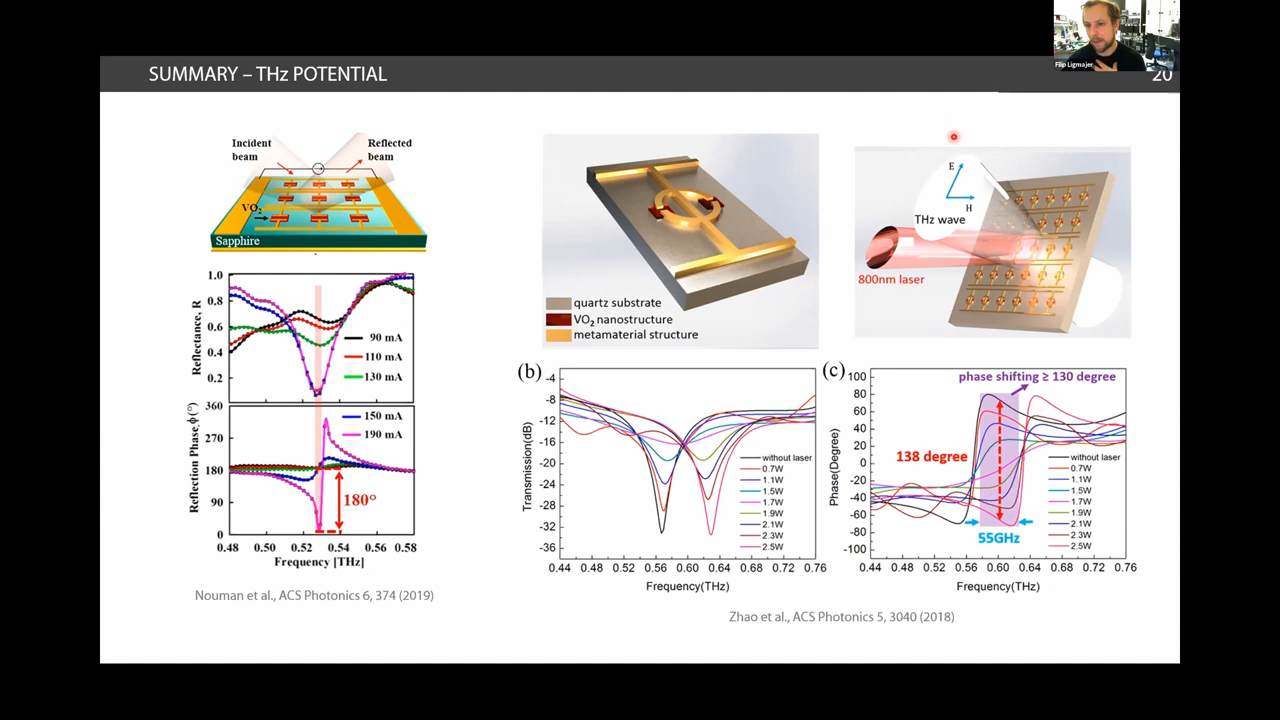 SUMMARY – THz POTENTIAL
20
Filip Ligmajer
Incident beam
Reflected beam
VO2
Sapphire
Reflectance, R
1.0
0.8
0.6
0.4
0.2
90 mA
110 mA
130 mA
Reflection Phase,ϕ(°)
360
270
180
90
0
150 mA
190 mA
180°
0.48 0.50 0.52 0.54 0.56 0.58
Frequency [THz]
Nouman et al., ACS Photonics 6, 374 (2019)
quartz substrate
VO2 nanostructure
metamaterial structure
E
H
THz wave
800nm laser
(b)
Transmission(dB)
-4
-8
-12
-16
-20
-24
-28
-32
-36
without laser
0.7W
1.1W
1.5W
1.7W
1.9W
2.1W
2.3W
2.5W
0.44 0.48 0.52 0.56 0.60 0.64 0.68 0.72 0.76
Frequency(THz)
(c)
Phase(Degree)
100
80
60
40
20
0
-20
-40
-60
-80
-100
phase shifting ≥ 130 degree
138 degree
55GHz
without laser
0.7W
1.1W
1.5W
1.7W
1.9W
2.1W
2.3W
2.5W
0.44 0.48 0.52 0.56 0.60 0.64 0.68 0.72 0.76
Frequency(THz)
Zhao et al., ACS Photonics 5, 3040 (2018)